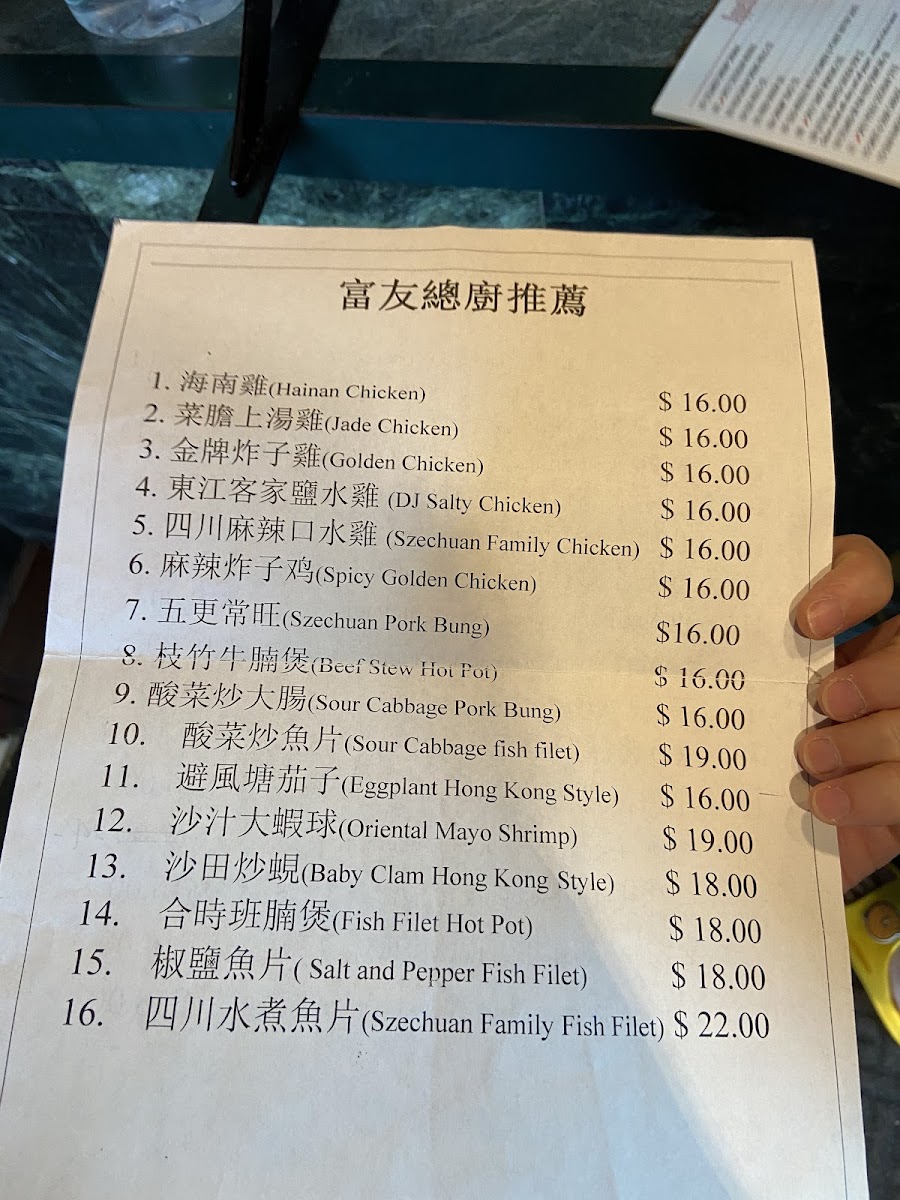 富友總廚推薦
1. 海南雞(Hainan Chicken) $ 16.00
2. 菜膽上湯雞(Jade Chicken) $ 16.00
3. 金牌炸子雞(Golden Chicken) $ 16.00
4. 東江客家鹽水雞 (DJ Salty Chicken) $ 16.00
5. 四川麻辣口水雞 (Szechuan Family Chicken) $ 16.00
6. 麻辣炸子鸡(Spicy Golden Chicken) $ 16.00
7. 五更常旺(Szechuan Pork Bung) $16.00
8. 枝竹牛腩煲(Beef Stew Hot Pot) $ 16.00
9. 酸菜炒大腸(Sour Cabbage Pork Bung) $ 16.00
10. 酸菜炒魚片(Sour Cabbage fish filet) $ 19.00
11. 避風塘茄子(Eggplant Hong Kong Style) $ 16.00
12. 沙汁大蝦球(Oriental Mayo Shrimp) $ 19.00
13. 沙田炒蜆(Baby Clam Hong Kong Style) $ 18.00
14. 合時班腩煲(Fish Filet Hot Pot) $ 18.00
15. 椒鹽魚片( Salt and Pepper Fish Filet) $ 18.00
16. 四川水煮魚片(Szechuan Family Fish Filet) $ 22.00